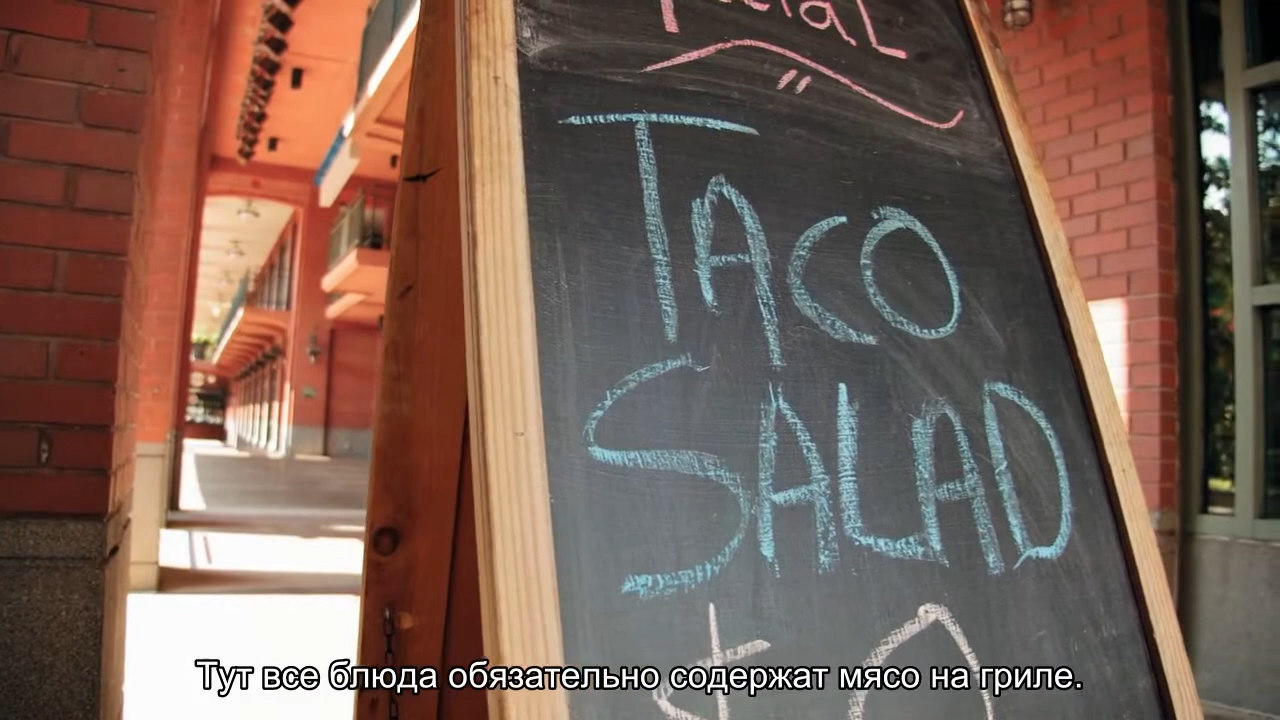 TACO
SALAD
$
Тут все блюда обязательно содержат мясо на гриле.